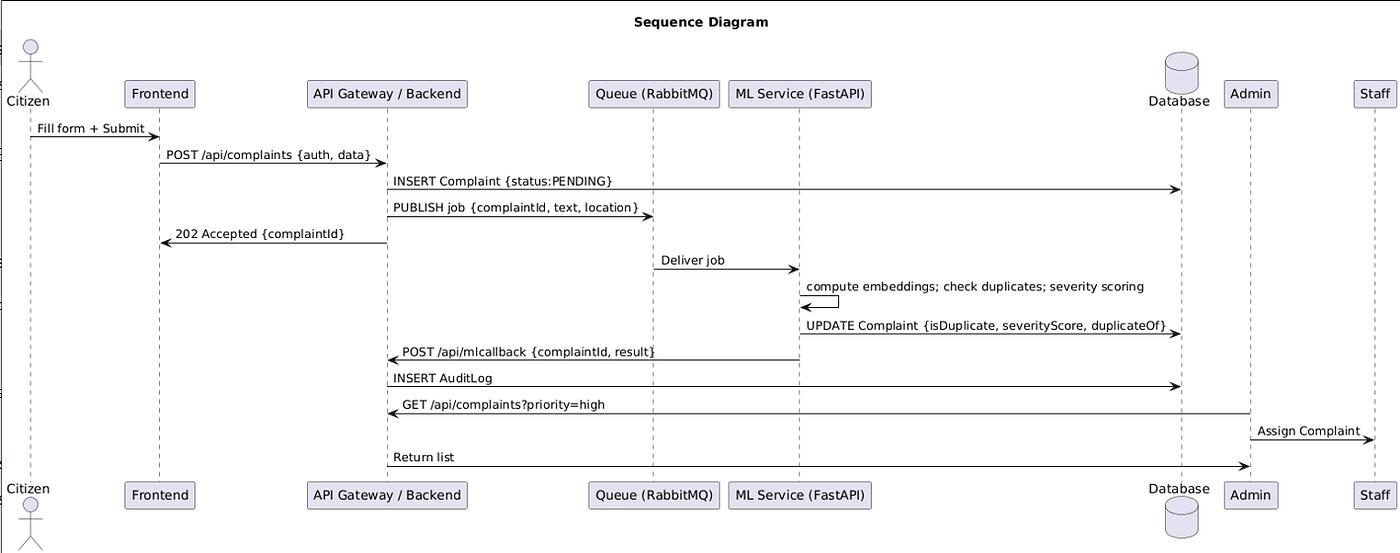 Sequence Diagram
Citizen
Frontend
API Gateway / Backend
Queue (RabbitMQ)
ML Service (FastAPI)
Database
Admin
Staff
Fill form + Submit
POST /api/complaints {auth, data}
INSERT Complaint {status:PENDING}
PUBLISH job {complaintId, text, location}
202 Accepted {complaintId}
Deliver job
compute embeddings; check duplicates; severity scoring
UPDATE Complaint {isDuplicate, severityScore, duplicateOf}
POST /api/mlcallback {complaintId, result}
INSERT AuditLog
GET /api/complaints?priority=high
Assign Complaint
Return list
Citizen
Frontend
API Gateway / Backend
Queue (RabbitMQ)
ML Service (FastAPI)
Database
Admin
Staff